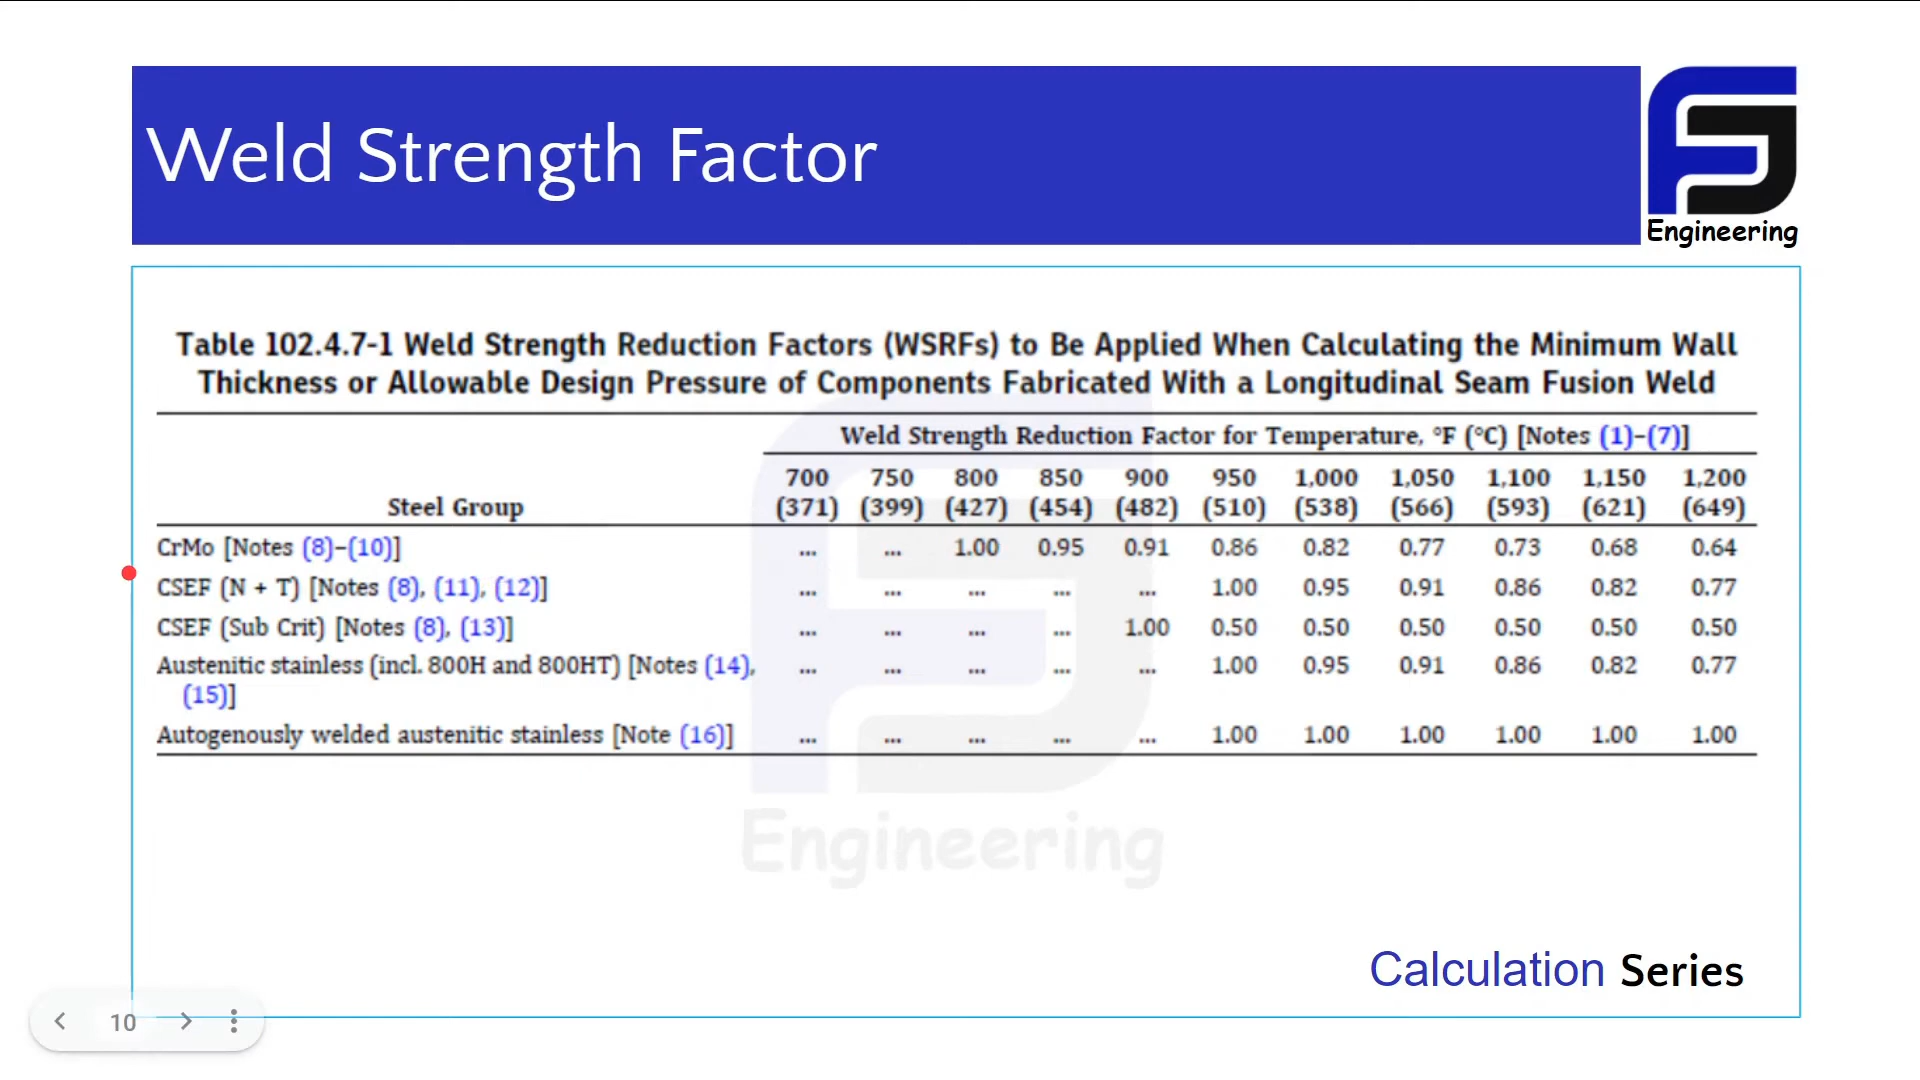 Weld Strength Factor
Engineering
Table 102.4.7-1 Weld Strength Reduction Factors (WSRFs) to Be Applied When Calculating the Minimum Wall
Thickness or Allowable Design Pressure of Components Fabricated With a Longitudinal Seam Fusion Weld
Weld Strength Reduction Factor for Temperature, °F (°C) [Notes (1)–(7)]
700 750 800 850 900 950 1,000 1,050 1,100 1,150 1,200
Steel Group (371) (399) (427) (454) (482) (510) (538) (566) (593) (621) (649)
CrMo [Notes (8)–(10)] ... ... 1.00 0.95 0.91 0.86 0.82 0.77 0.73 0.68 0.64
CSEF (N + T) [Notes (8), (11), (12)] ... ... ... ... ... 1.00 0.95 0.91 0.86 0.82 0.77
CSEF (Sub Crit) [Notes (8), (13)] ... ... ... ... 1.00 0.50 0.50 0.50 0.50 0.50 0.50
Austenitic stainless (incl. 800H and 800HT) [Notes (14), ... ... ... ... ... 1.00 0.95 0.91 0.86 0.82 0.77
(15)]
Autogenously welded austenitic stainless [Note (16)] ... ... ... ... ... 1.00 1.00 1.00 1.00 1.00 1.00
Engineering
Calculation Series
10